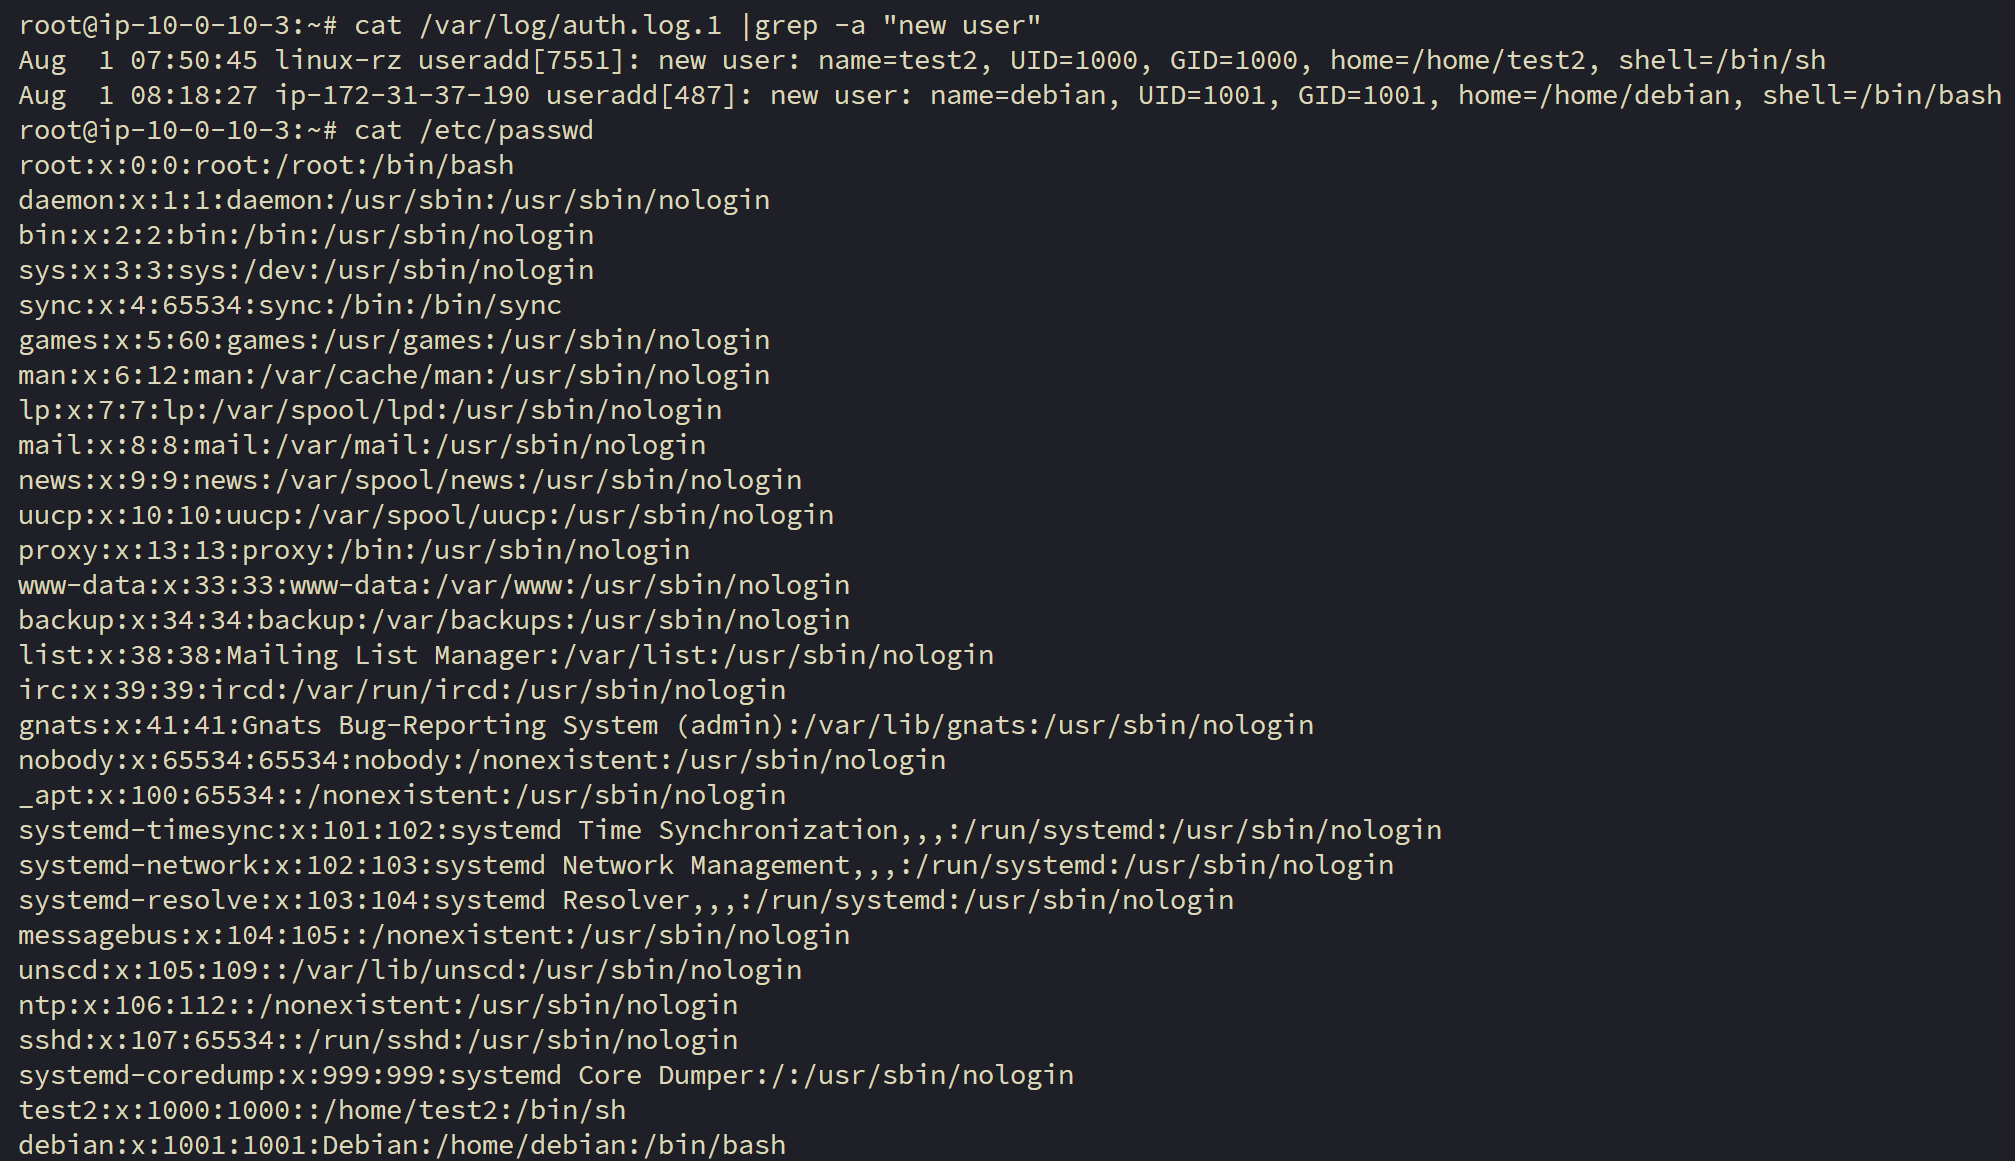 root@ip-10-0-10-3:~# cat /var/log/auth.log.1 |grep -a "new user"
Aug  1 07:50:45 linux-rz useradd[7551]: new user: name=test2, UID=1000, GID=1000, home=/home/test2, shell=/bin/sh
Aug  1 08:18:27 ip-172-31-37-190 useradd[487]: new user: name=debian, UID=1001, GID=1001, home=/home/debian, shell=/bin/bash
root@ip-10-0-10-3:~# cat /etc/passwd
root:x:0:0:root:/root:/bin/bash
daemon:x:1:1:daemon:/usr/sbin:/usr/sbin/nologin
bin:x:2:2:bin:/bin:/usr/sbin/nologin
sys:x:3:3:sys:/dev:/usr/sbin/nologin
sync:x:4:65534:sync:/bin:/bin/sync
games:x:5:60:games:/usr/games:/usr/sbin/nologin
man:x:6:12:man:/var/cache/man:/usr/sbin/nologin
lp:x:7:7:lp:/var/spool/lpd:/usr/sbin/nologin
mail:x:8:8:mail:/var/mail:/usr/sbin/nologin
news:x:9:9:news:/var/spool/news:/usr/sbin/nologin
uucp:x:10:10:uucp:/var/spool/uucp:/usr/sbin/nologin
proxy:x:13:13:proxy:/bin:/usr/sbin/nologin
www-data:x:33:33:www-data:/var/www:/usr/sbin/nologin
backup:x:34:34:backup:/var/backups:/usr/sbin/nologin
list:x:38:38:Mailing List Manager:/var/list:/usr/sbin/nologin
irc:x:39:39:ircd:/var/run/ircd:/usr/sbin/nologin
gnats:x:41:41:Gnats Bug-Reporting System (admin):/var/lib/gnats:/usr/sbin/nologin
nobody:x:65534:65534:nobody:/nonexistent:/usr/sbin/nologin
_apt:x:100:65534::/nonexistent:/usr/sbin/nologin
systemd-timesync:x:101:102:systemd Time Synchronization,,,:/run/systemd:/usr/sbin/nologin
systemd-network:x:102:103:systemd Network Management,,,:/run/systemd:/usr/sbin/nologin
systemd-resolve:x:103:104:systemd Resolver,,,:/run/systemd:/usr/sbin/nologin
messagebus:x:104:105::/nonexistent:/usr/sbin/nologin
unscd:x:105:109::/var/lib/unscd:/usr/sbin/nologin
ntp:x:106:112::/nonexistent:/usr/sbin/nologin
sshd:x:107:65534::/run/sshd:/usr/sbin/nologin
systemd-coredump:x:999:999:systemd Core Dumper:/:/usr/sbin/nologin
test2:x:1000:1000::/home/test2:/bin/sh
debian:x:1001:1001:Debian:/home/debian:/bin/bash